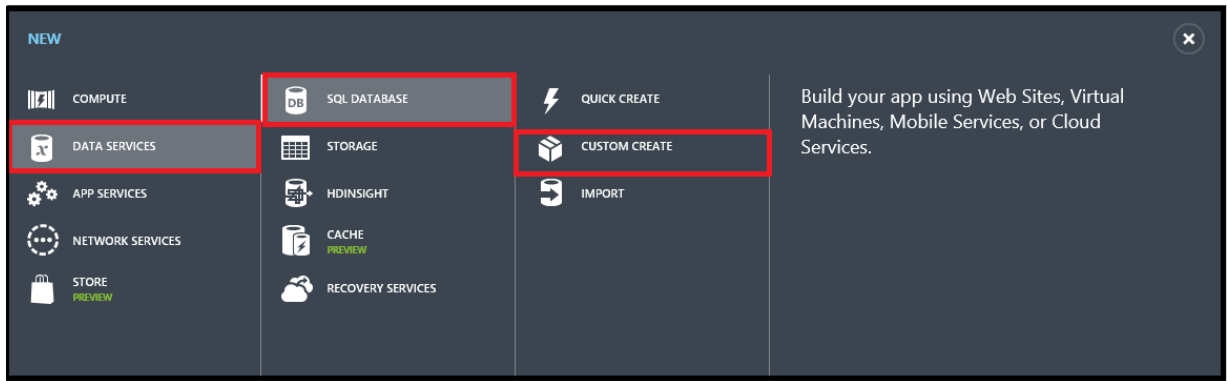 NEW
COMPUTE
DATA SERVICES
APP SERVICES
NETWORK SERVICES
STORE
PREVIEW
DB
SQL DATABASE
STORAGE
HDINSIGHT
CACHE
PREVIEW
RECOVERY SERVICES
QUICK CREATE
CUSTOM CREATE
IMPORT
Build your app using Web Sites, Virtual
Machines, Mobile Services, or Cloud
Services.